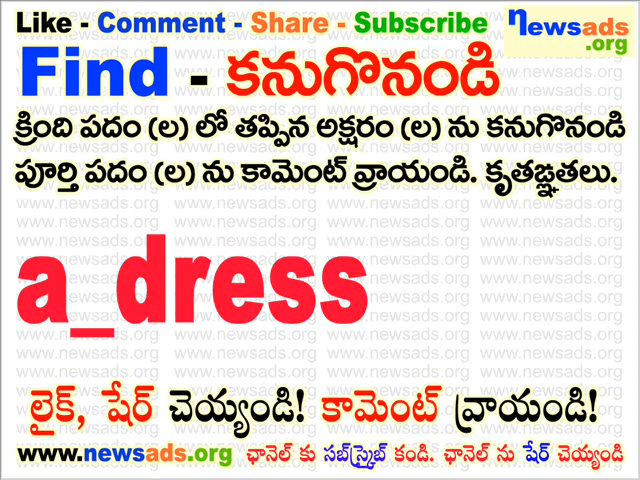 Like - Comment - Share - Subscribe
newsads
.org
Find - కనుగొనండి
క్రింది పదం (ల) లో తప్పిన అక్షరం (ల) ను కనుగొనండి
పూర్తి పదం (ల) ను కామెంట్ వ్రాయండి. కృతఙ్ఞతలు.
a_dress
లైక్, షేర్ చెయ్యండి! కామెంట్ వ్రాయండి!
www.newsads.org ఛానెల్ కు సబ్‌స్క్రైబ్ కండి. ఛానెల్ ను షేర్ చెయ్యండి